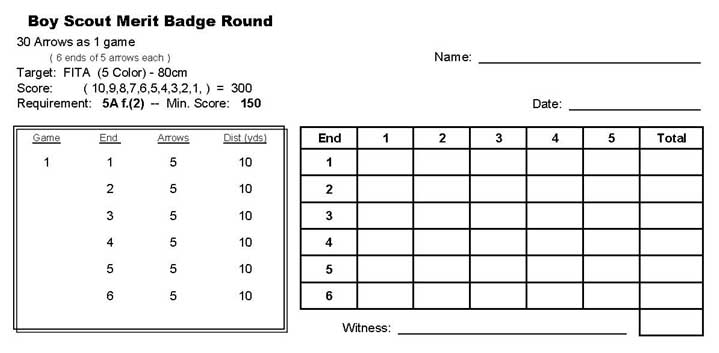 Boy Scout Merit Badge Round
30 Arrows as 1 game
( 6 ends of 5 arrows each )
Target: FITA (5 Color) - 80cm
Score: ( 10,9,8,7,6,5,4,3,2,1, ) = 300
Requirement: 5A f.(2) -- Min. Score: 150
Name:
Date:
Game End Arrows Dist (yds)
1 1 5 10
2 5 10
3 5 10
4 5 10
5 5 10
6 5 10
End 1 2 3 4 5 Total
1
2
3
4
5
6
Witness: